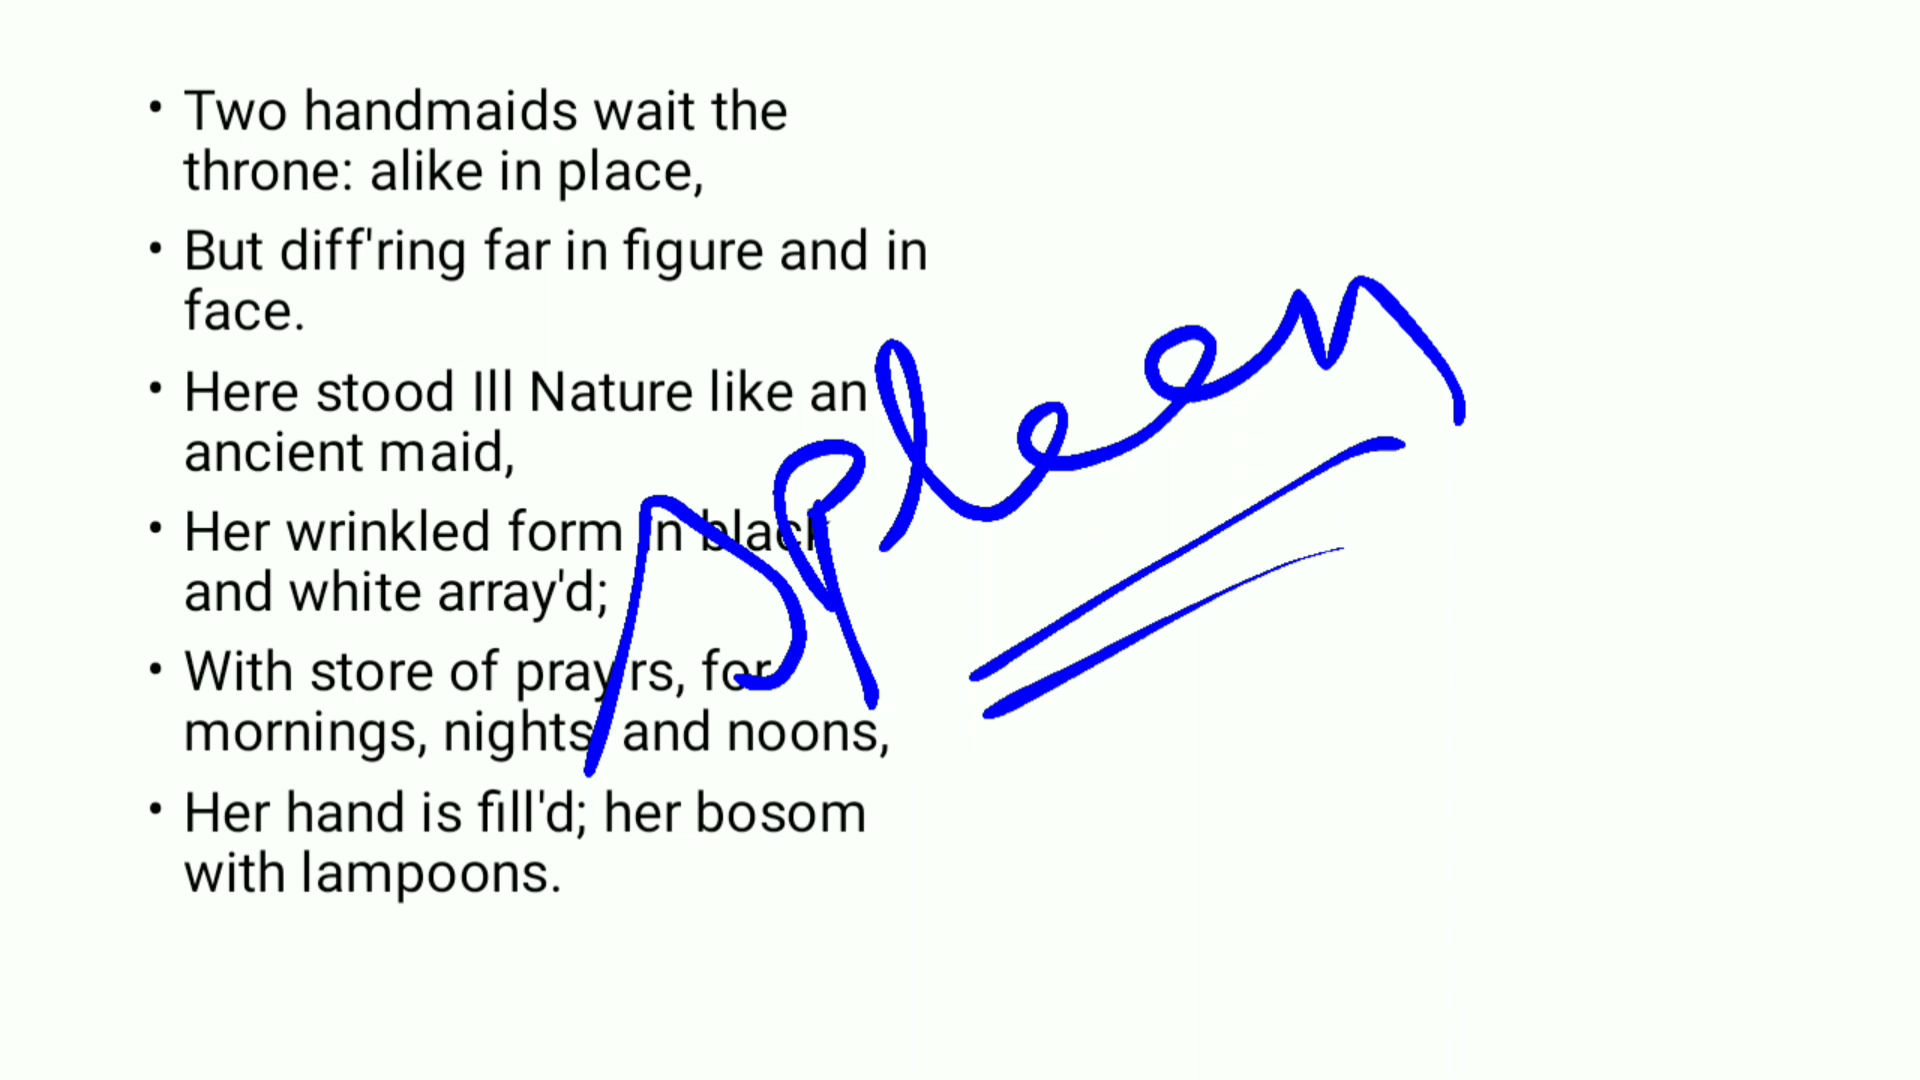 • Two handmaids wait the
throne: alike in place,
• But diff'ring far in figure and in
face.
• Here stood Ill Nature like an
ancient maid,
• Her wrinkled form in black
and white array'd;
• With store of pray'rs, for
mornings, nights, and noons,
• Her hand is fill'd; her bosom
with lampoons.
spleen